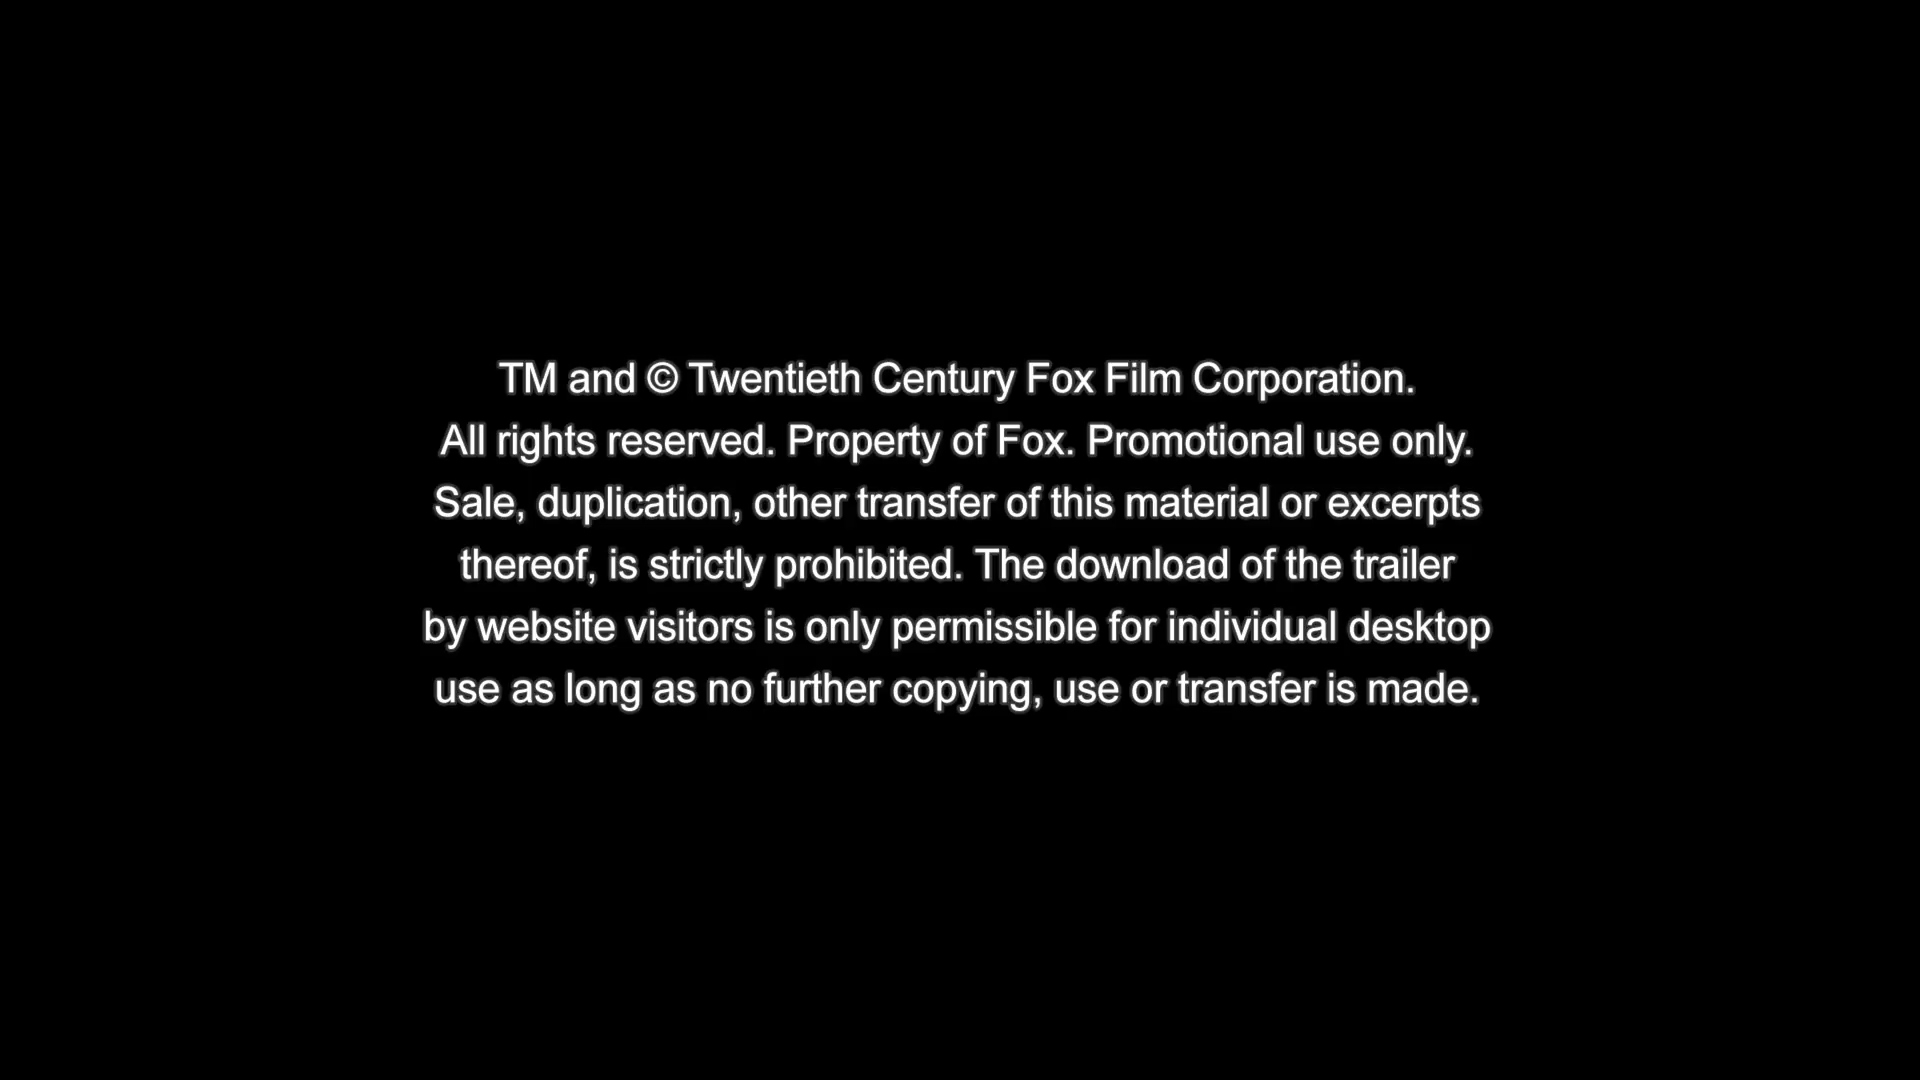 TM and © Twentieth Century Fox Film Corporation.
All rights reserved. Property of Fox. Promotional use only.
Sale, duplication, other transfer of this material or excerpts
thereof, is strictly prohibited. The download of the trailer
by website visitors is only permissible for individual desktop
use as long as no further copying, use or transfer is made.